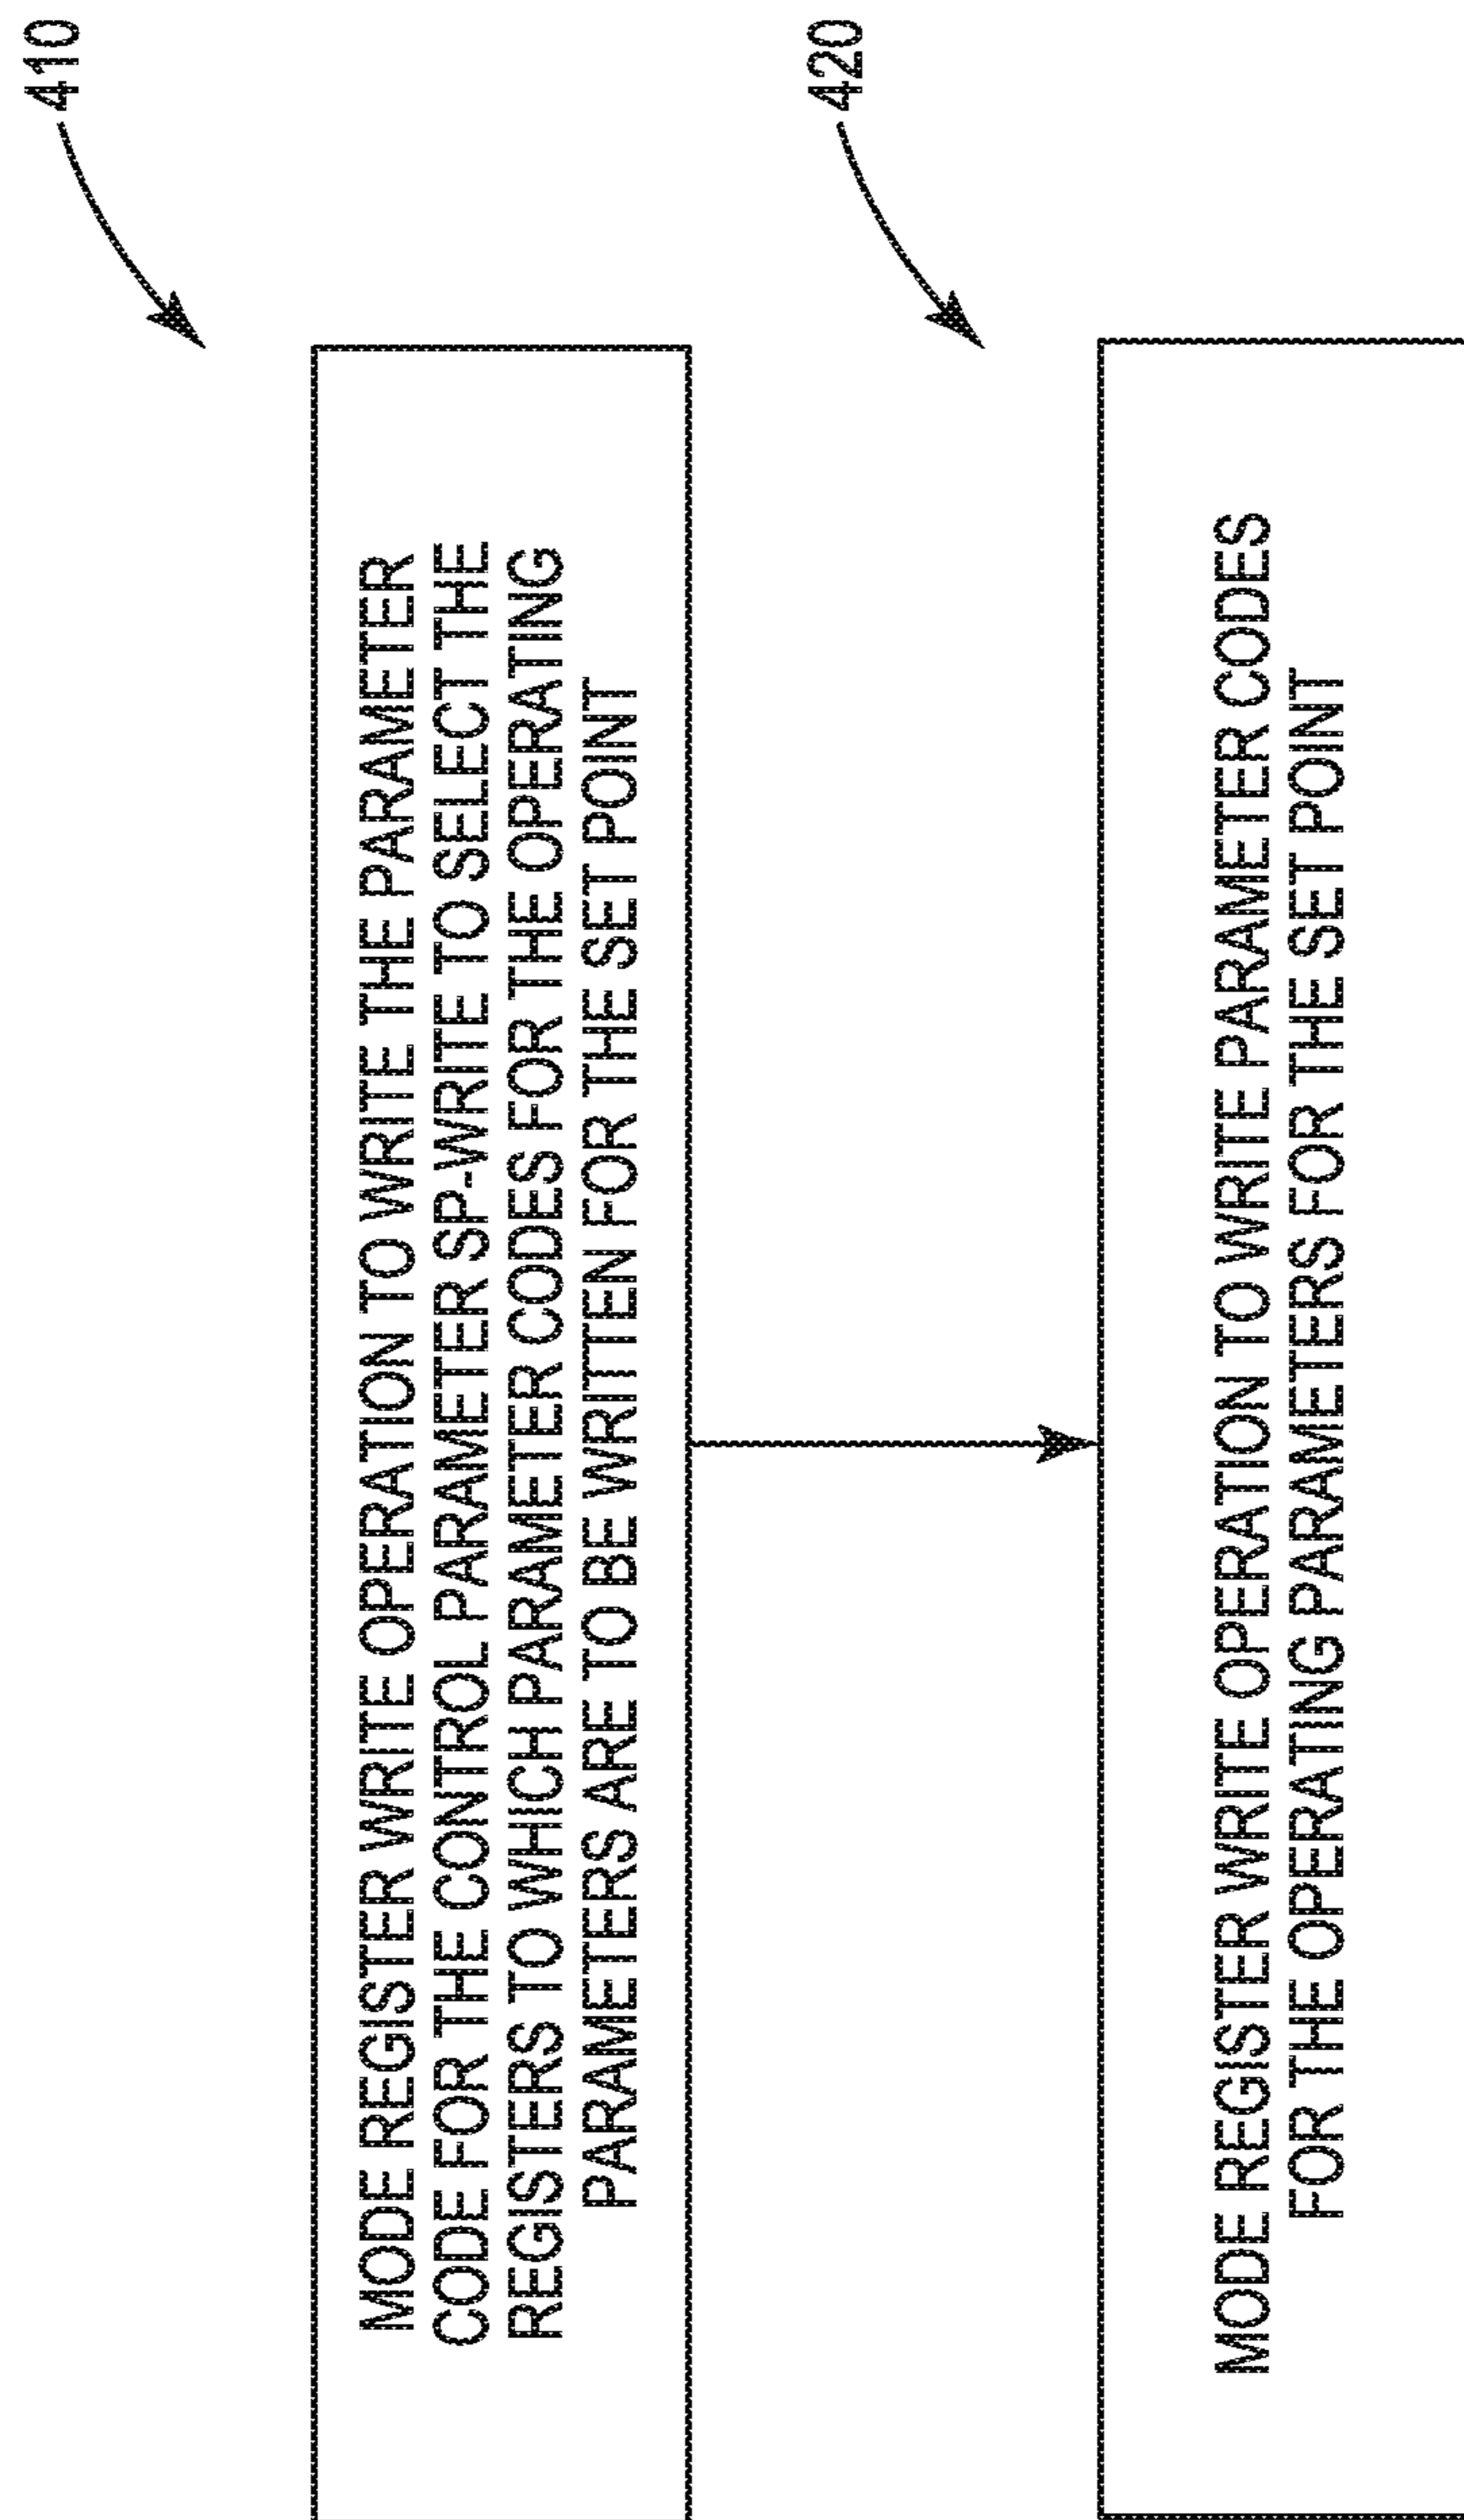 410
MODE REGISTER WRITE OPERATION TO WRITE THE PARAMETER
CODE FOR THE CONTROL PARAMETER SP-WRITE TO SELECT THE
REGISTERS TO WHICH PARAMETER CODES FOR THE OPERATING
PARAMETERS ARE TO BE WRITTEN FOR THE SET POINT
420
MODE REGISTER WRITE OPERATION TO WRITE PARAMETER CODES
FOR THE OPERATING PARAMETERS FOR THE SET POINT